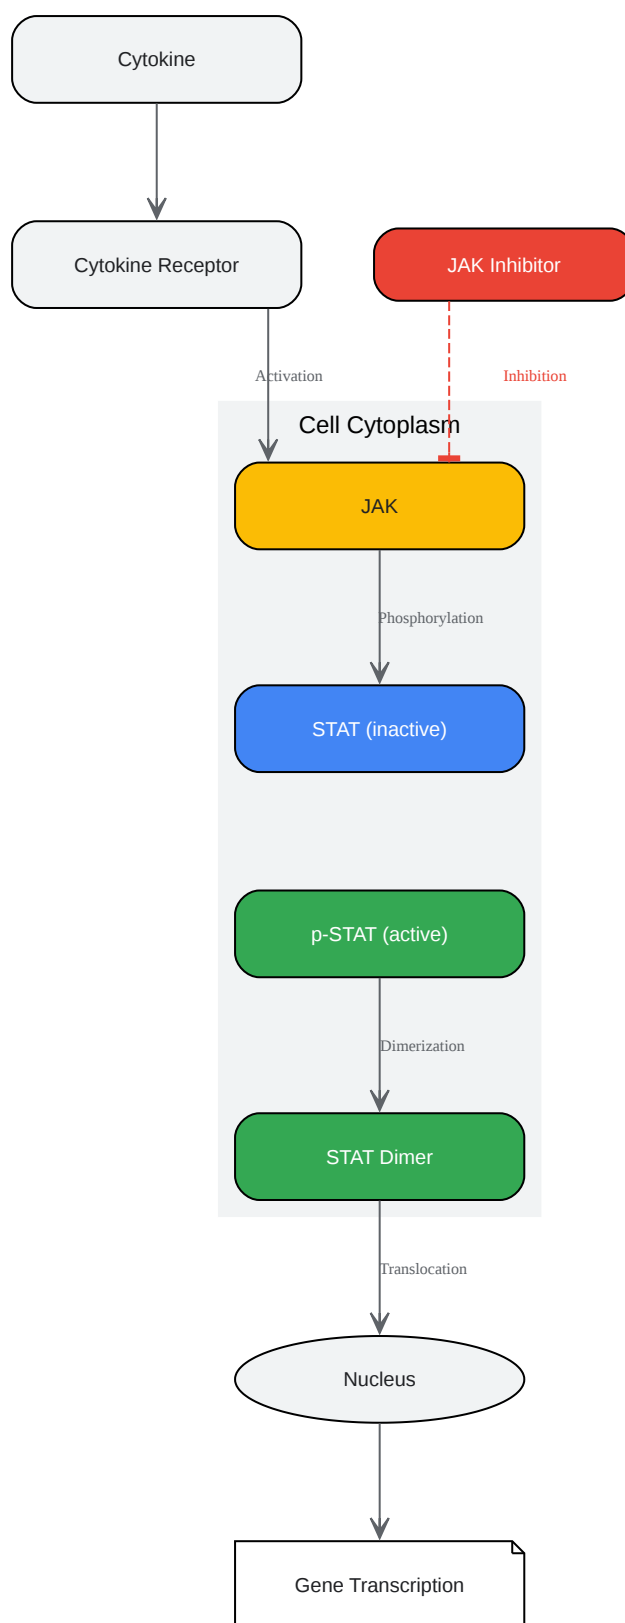 Cytokine
Cytokine Receptor
JAK Inhibitor
Activation
Inhibition
Cell Cytoplasm
JAK
Phosphorylation
STAT (inactive)
p-STAT (active)
Dimerization
STAT Dimer
Translocation
Nucleus
Gene Transcription